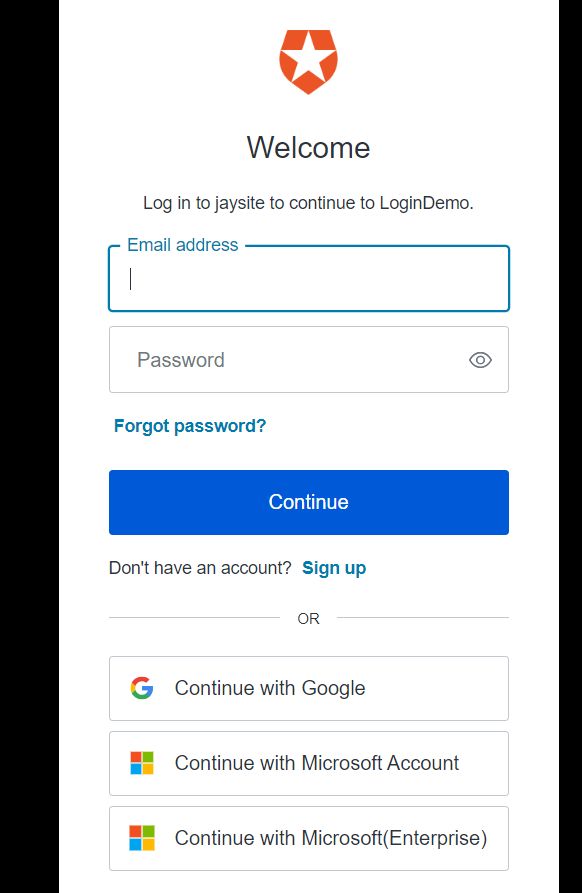 Welcome
Log in to jaysite to continue to LoginDemo.
Email address
Password
Forgot password?
Continue
Don't have an account? Sign up
OR
Continue with Google
Continue with Microsoft Account
Continue with Microsoft(Enterprise)